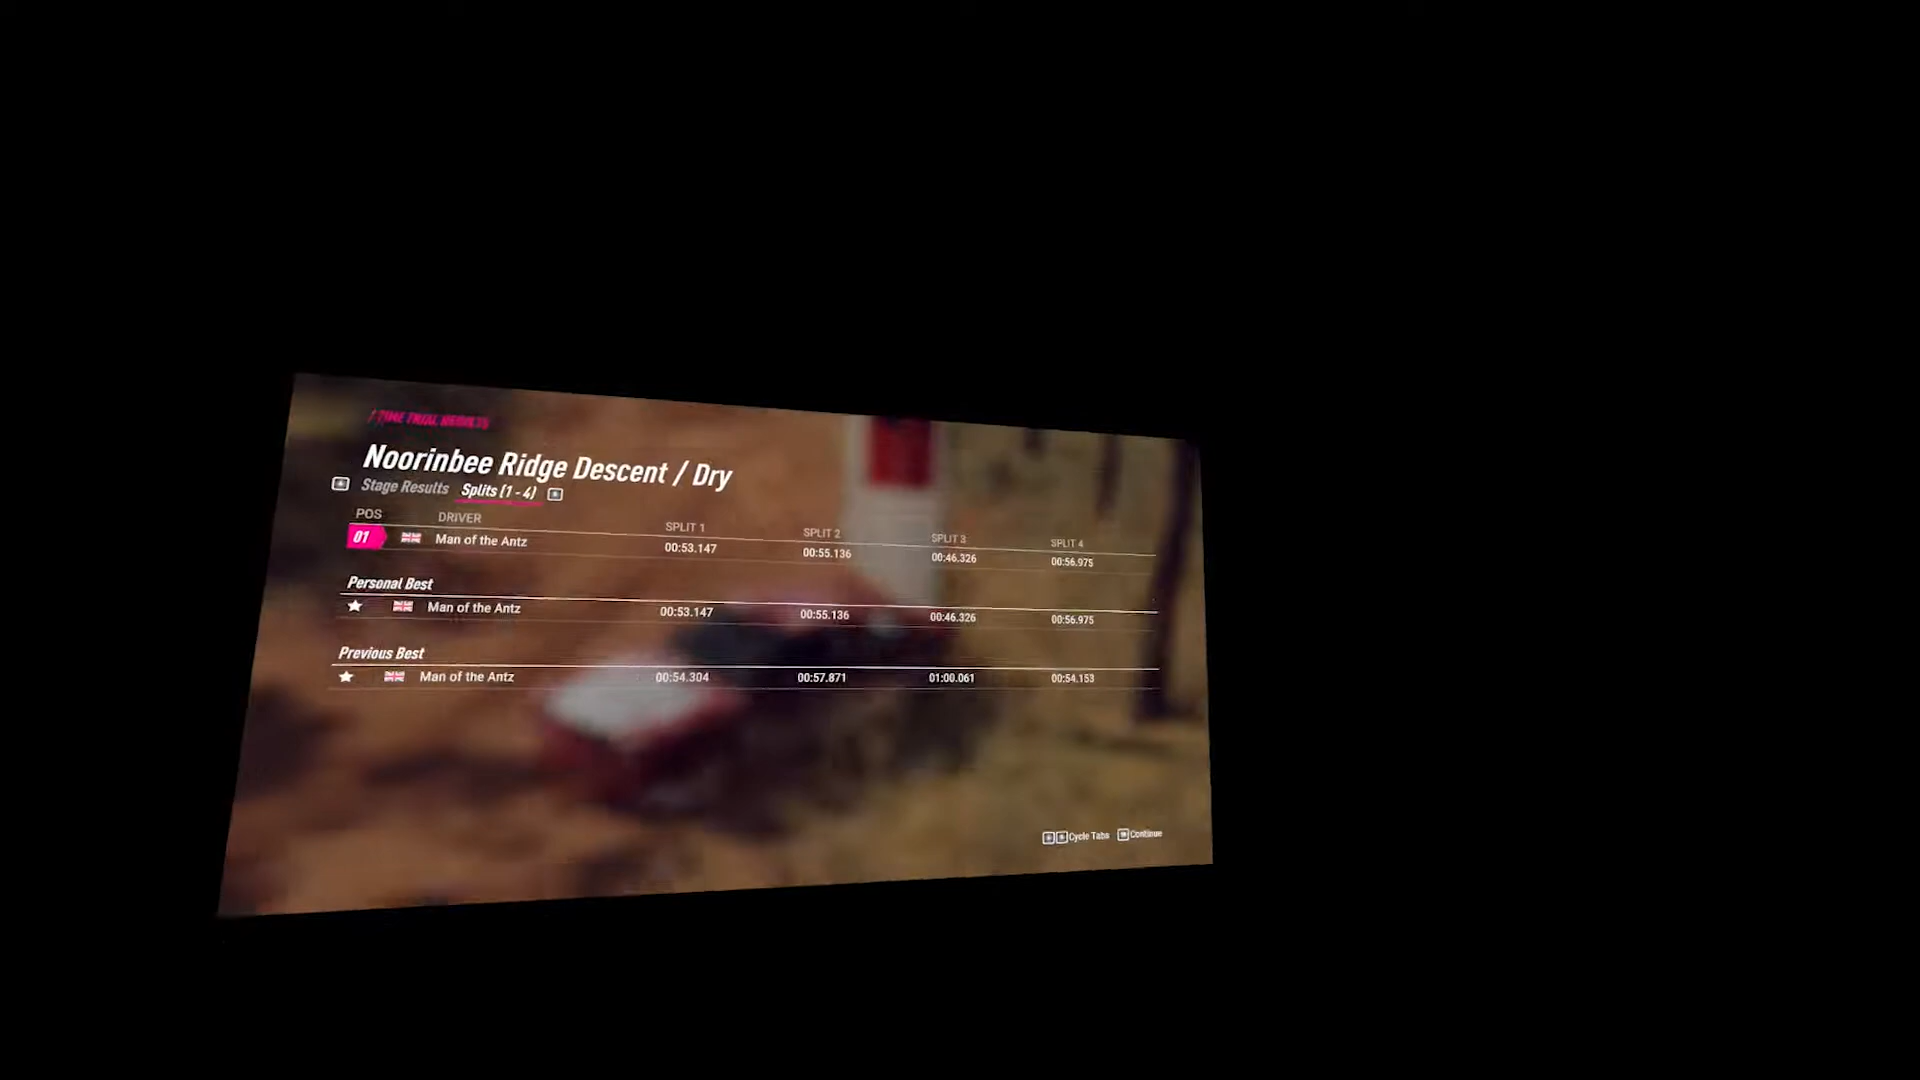 / TIME TRIAL RESULTS
Noorinbee Ridge Descent / Dry
Stage Results Splits (1 - 4)
POS DRIVER SPLIT 1 SPLIT 2 SPLIT 3 SPLIT 4
01 Man of the Antz 00:53.147 00:55.136 00:46.326 00:56.975
Personal Best
Man of the Antz 00:53.147 00:55.136 00:46.326 00:56.975
Previous Best
Man of the Antz 00:54.304 00:57.871 01:00.061 00:54.153
Cycle Tabs Continue